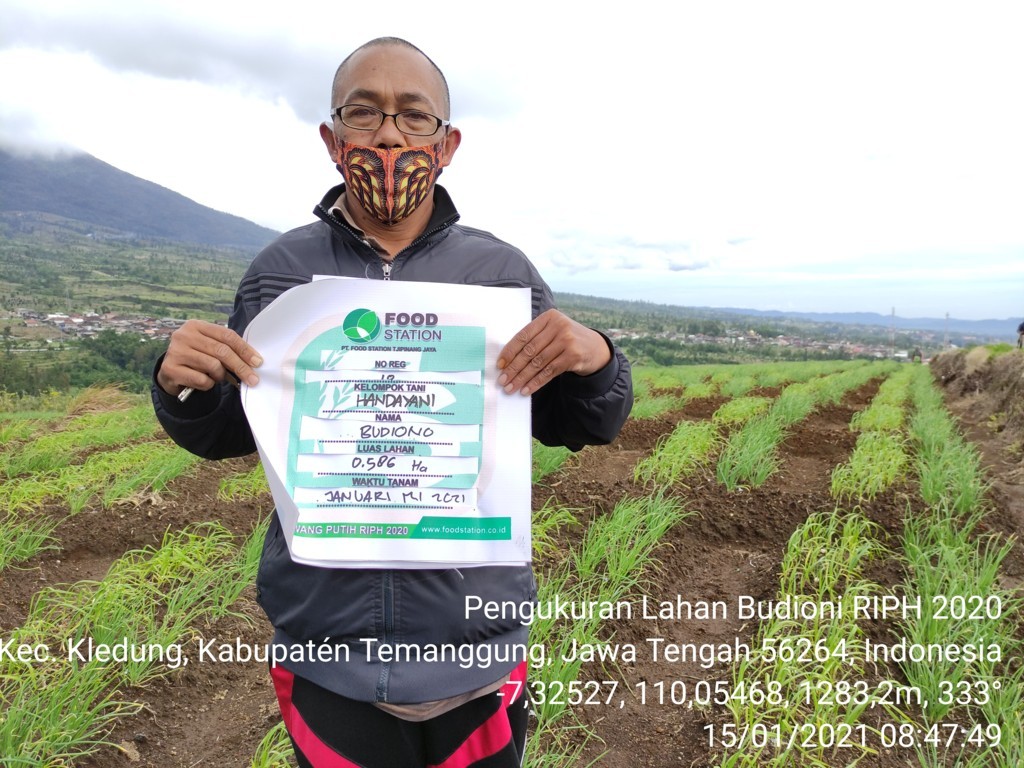 FOOD
STATION
PT. FOOD STATION TJIPINANG JAYA
NO REG
KELOMPOK TANI
HANDAYANI
NAMA
BUDIONO
LUAS LAHAN
0.586 Ha
WAKTU TANAM
JANUARI M1 2021
WANG PUTIH RIPH 2020 www.foodstation.co.id
Pengukuran Lahan Budioni RIPH 2020
Kec. Kledung, Kabupatén Temanggung, Jawa Tengah 56264, Indonesia
-7,32527, 110,05468, 1283,2m, 333°
15/01/2021 08:47:49